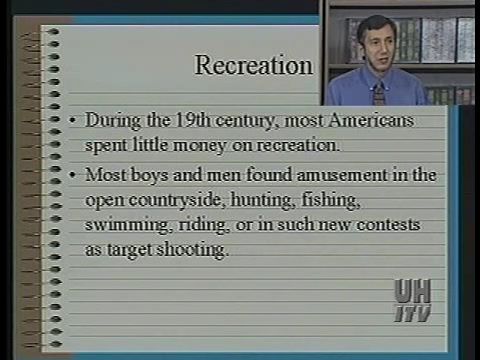 Recreation
• During the 19th century, most Americans
spent little money on recreation.
• Most boys and men found amusement in the
open countryside, hunting, fishing,
swimming, riding, or in such new contests
as target shooting.
UH
ITV